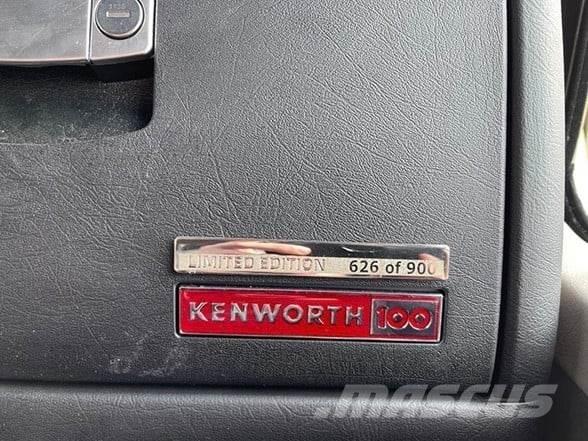 LIMITED EDITION 626 of 900
KENWORTH 100
MASCUS